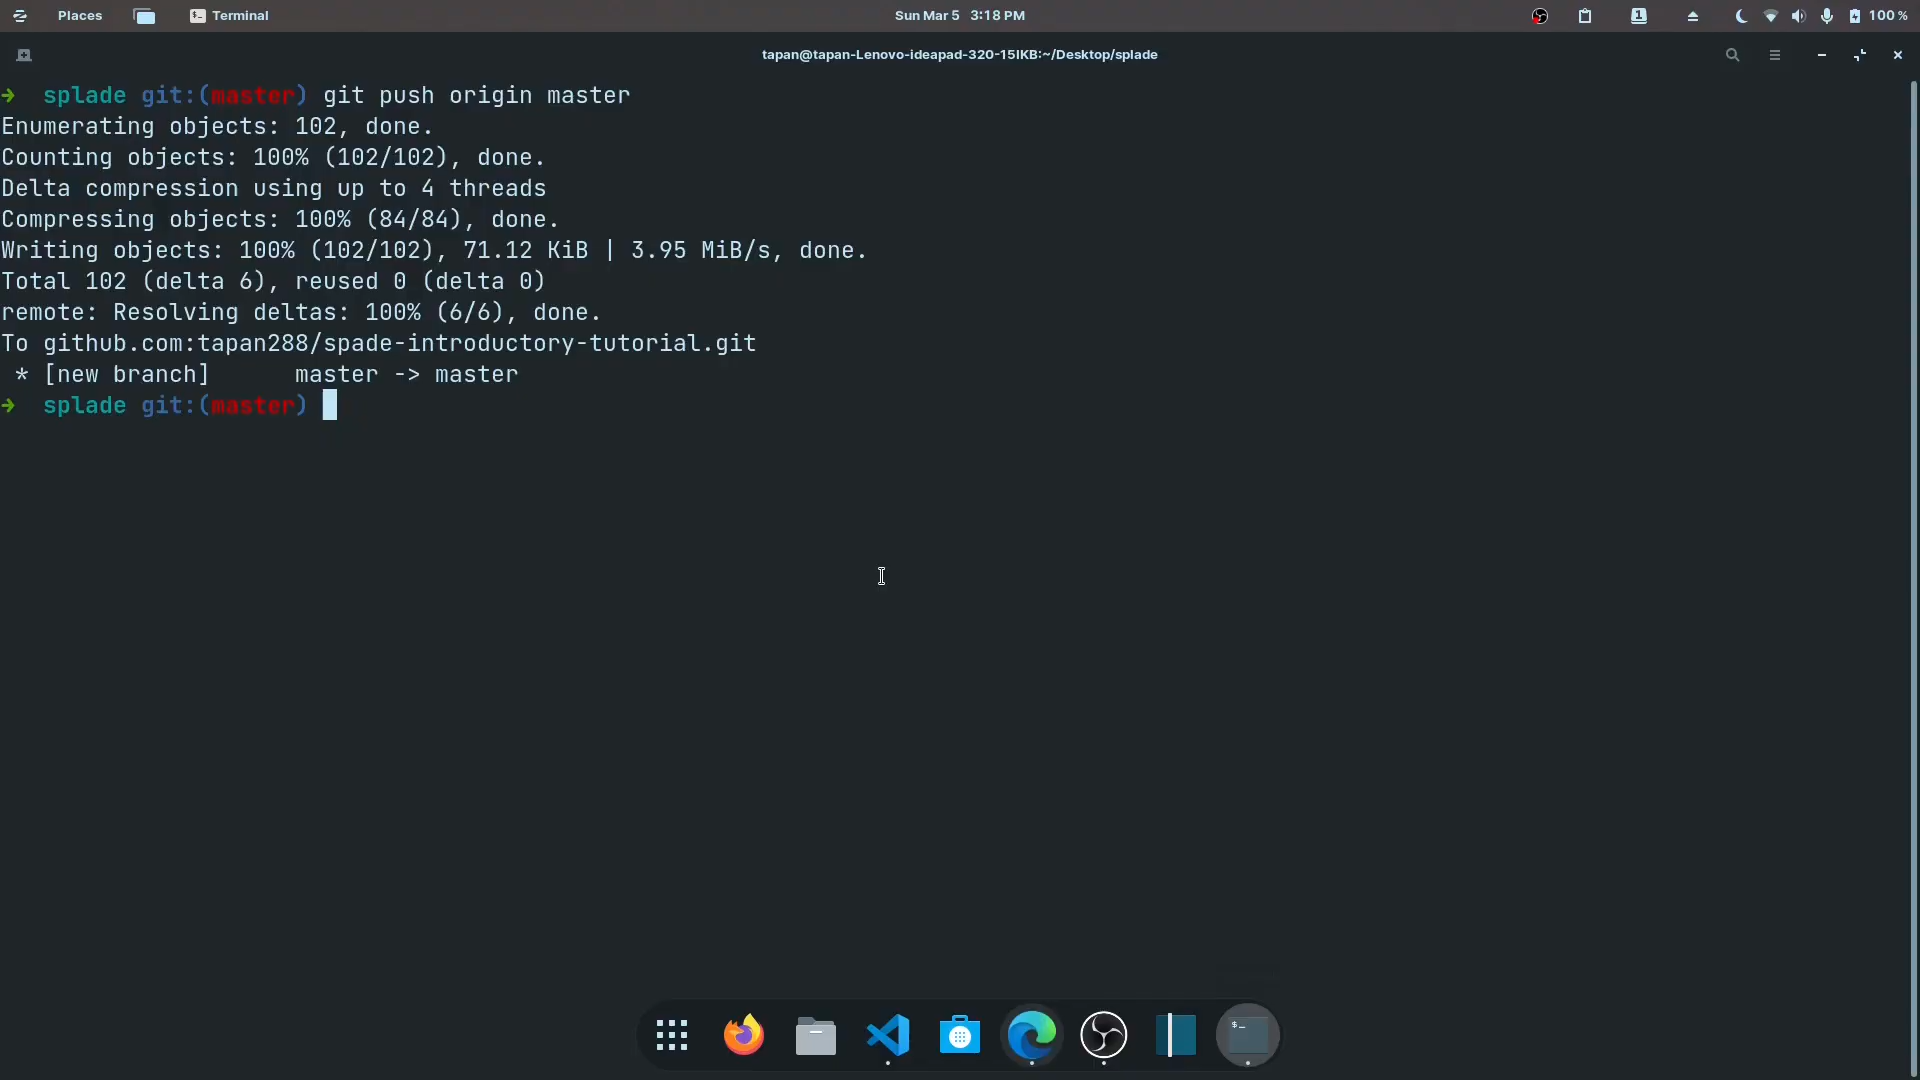 Places
Terminal
Sun Mar 5 3:18 PM
1
100 %
tapan@tapan-Lenovo-ideapad-320-15IKB:~/Desktop/splade
➜ splade git:(master) git push origin master
Enumerating objects: 102, done.
Counting objects: 100% (102/102), done.
Delta compression using up to 4 threads
Compressing objects: 100% (84/84), done.
Writing objects: 100% (102/102), 71.12 KiB | 3.95 MiB/s, done.
Total 102 (delta 6), reused 0 (delta 0)
remote: Resolving deltas: 100% (6/6), done.
To github.com:tapan288/spade-introductory-tutorial.git
* [new branch] master -> master
➜ splade git:(master)